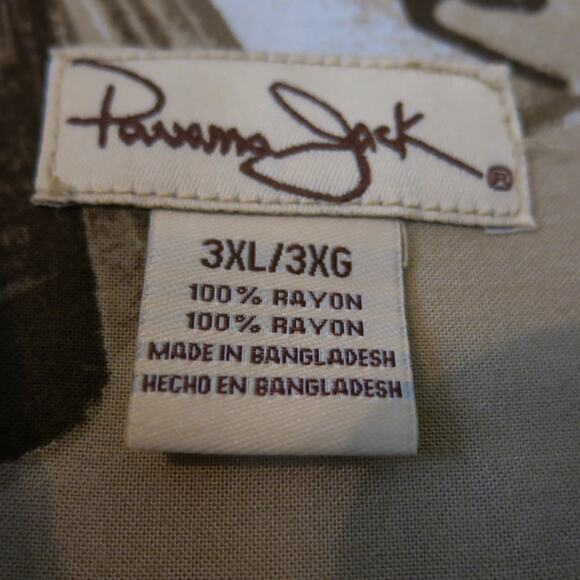 Panama Jack ®
3XL/3XG
100% RAYON
100% RAYON
MADE IN BANGLADESH
HECHO EN BANGLADESH